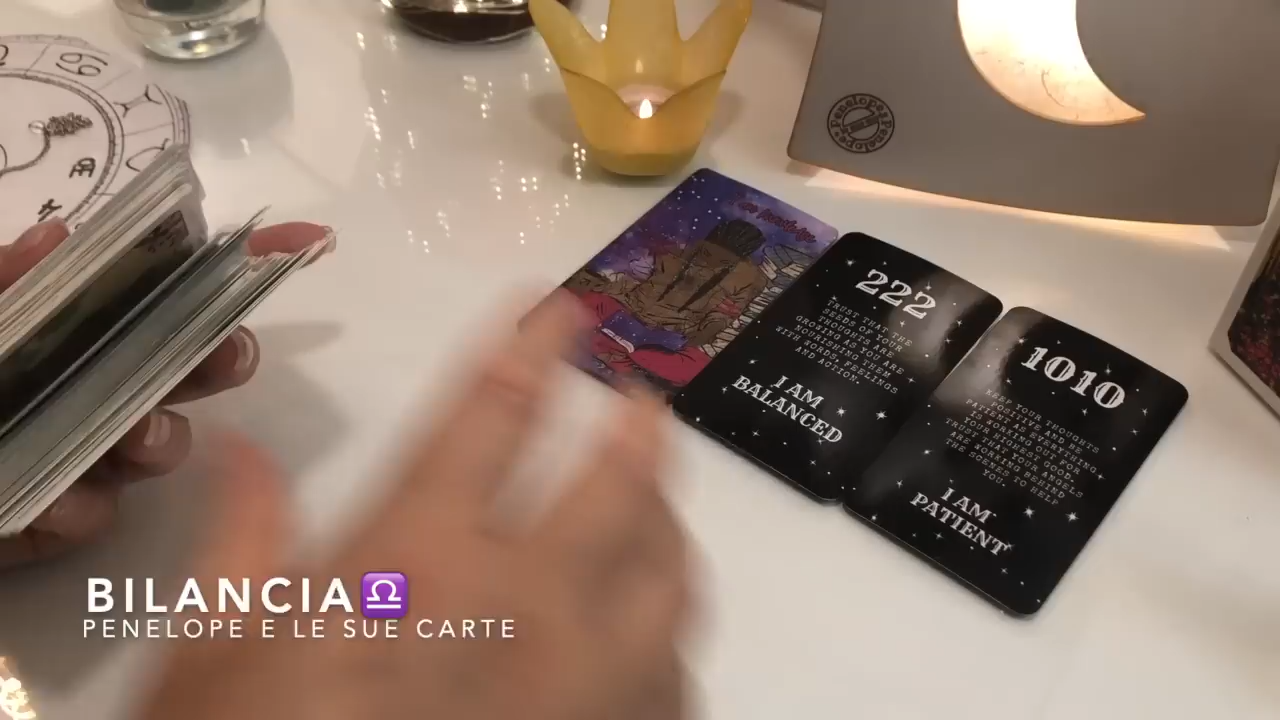 Penelope Penelope
222
TRUST THAT THE
SEEDS OF YOUR
THOUGHTS ARE
GROWING AS YOU ARE
NOURISHING THEM
WITH WORDS, FEELINGS
AND ACTION.
I AM
BALANCED
1010
KEEP YOUR THOUGHTS
POSITIVE AND BE
PATIENT AS EVERYTHING
IS WORKING OUT FOR
YOUR HIGHEST GOOD.
TRUST THAT YOUR ANGELS
ARE WORKING BEHIND
THE SCENES TO HELP
YOU.
I AM
PATIENT
BILANCIA♎
PENELOPE E LE SUE CARTE